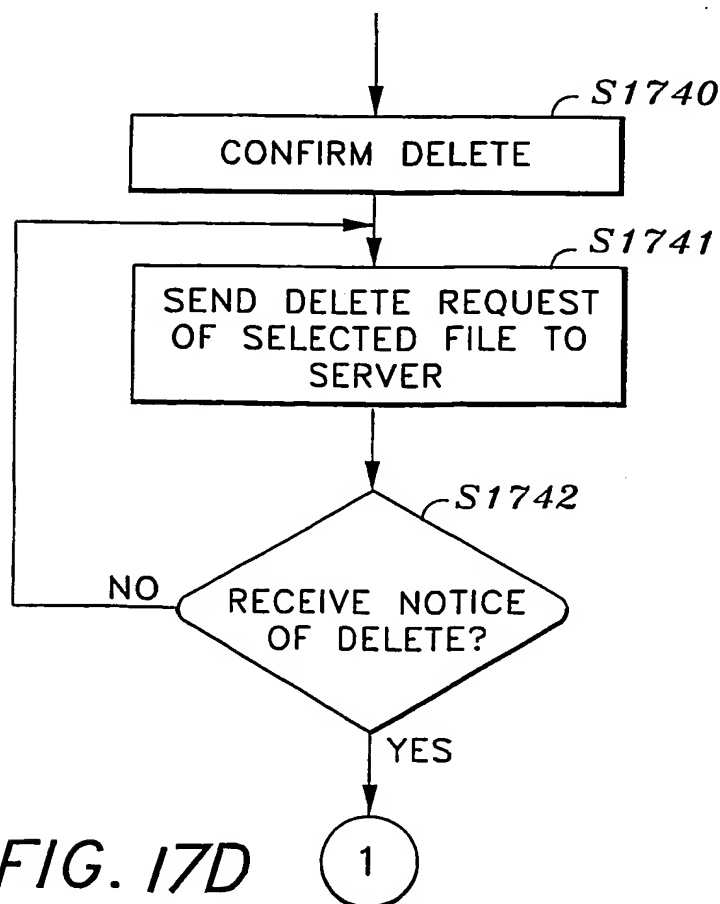 S1740
CONFIRM DELETE
S1741
SEND DELETE REQUEST
OF SELECTED FILE TO
SERVER
S1742
NO
RECEIVE NOTICE
OF DELETE?
YES
FIG. 17D
1